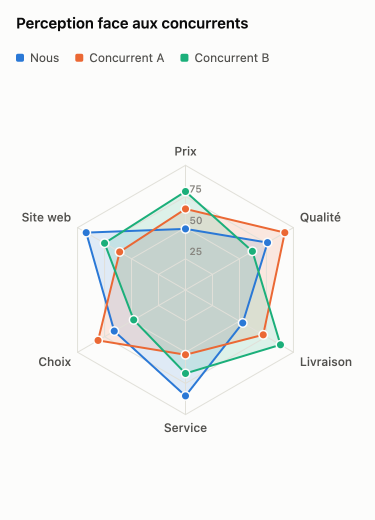 Perception face aux concurrents
Nous Concurrent A Concurrent B
Prix
75
Site web
Qualité
50
25
Choix
Livraison
Service